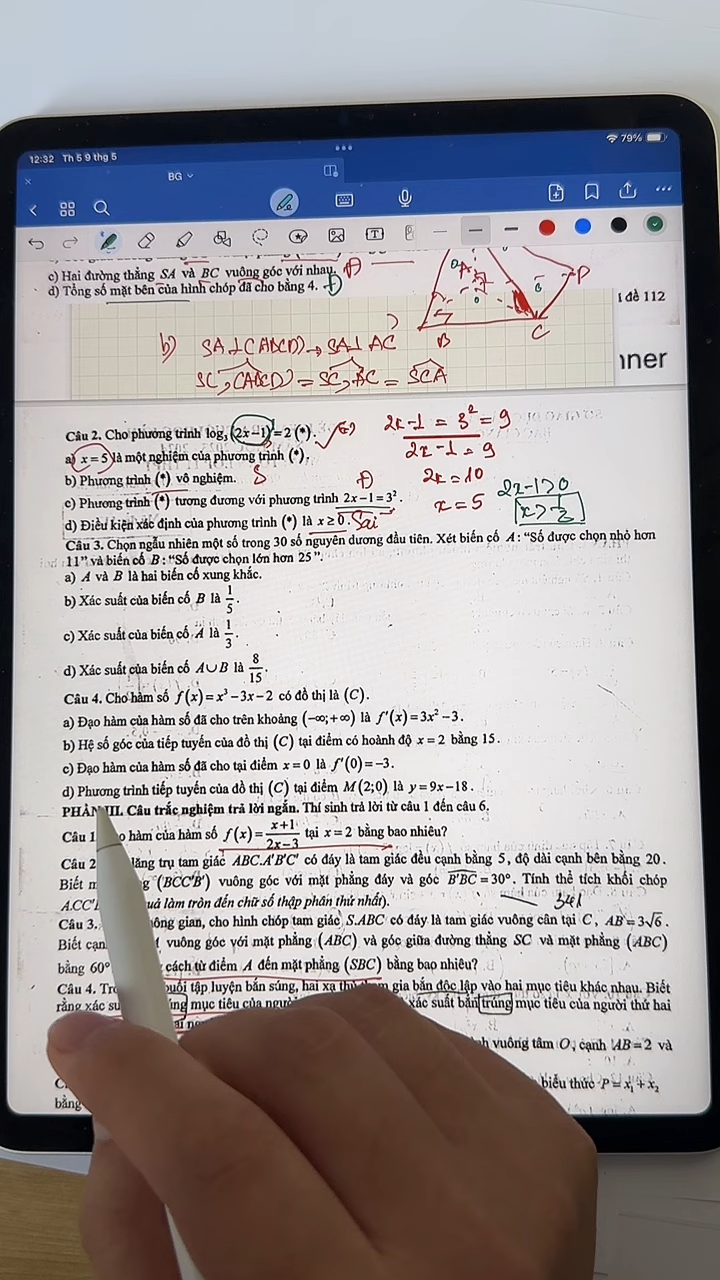 12:32 Th 5 9 thg 5
79%
BG
c) Hai đường thẳng SA và BC vuông góc với nhau.
d) Tổng số mặt bên của hình chóp đã cho bằng 4.
đề 112
B
C
P
b) SA⊥(ABCD) → SA⊥AC
SC,(ABCD) = SC,AC = SCA
nner
Câu 2. Cho phương trình log₃(2x−1)=2 (*).
2x-1 = 3² = 9
a) x=5 là một nghiệm của phương trình (*).
2x-1 = 9
b) Phương trình (*) vô nghiệm. S
2x=10
c) Phương trình (*) tương đương với phương trình 2x−1=3².
x=5
2x-1>0
d) Điều kiện xác định của phương trình (*) là x≥0. Sai
Câu 3. Chọn ngẫu nhiên một số trong 30 số nguyên dương đầu tiên. Xét biến cố A: “Số được chọn nhỏ hơn
11” và biến cố B: “Số được chọn lớn hơn 25”.
a) A và B là hai biến cố xung khắc.
b) Xác suất của biến cố B là 1/5.
c) Xác suất của biến cố A là 1/3.
d) Xác suất của biến cố A∪B là 8/15.
Câu 4. Cho hàm số f(x)=x³−3x−2 có đồ thị là (C).
a) Đạo hàm của hàm số đã cho trên khoảng (−∞;+∞) là f'(x)=3x²−3.
b) Hệ số góc của tiếp tuyến của đồ thị (C) tại điểm có hoành độ x=2 bằng 15.
c) Đạo hàm của hàm số đã cho tại điểm x=0 là f'(0)=−3.
d) Phương trình tiếp tuyến của đồ thị (C) tại điểm M(2;0) là y=9x−18.
PHẦN III. Câu trắc nghiệm trả lời ngắn. Thí sinh trả lời từ câu 1 đến câu 6.
Câu 1. hàm của hàm số f(x)=(x+1)/(2x−3) tại x=2 bằng bao nhiêu?
Câu 2 lăng trụ tam giác ABC.A'B'C' có đáy là tam giác đều cạnh bằng 5, độ dài cạnh bên bằng 20.
Biết (BCC'B') vuông góc với mặt phẳng đáy và góc B'BC=30°. Tính thể tích khối chóp
A.CC' làm tròn đến chữ số thập phân thứ nhất).
Câu 3. không gian, cho hình chóp tam giác S.ABC có đáy là tam giác vuông cân tại C, AB=3√6.
Biết vuông góc với mặt phẳng (ABC) và góc giữa đường thẳng SC và mặt phẳng (ABC)
bằng 60° cách từ điểm A đến mặt phẳng (SBC) bằng bao nhiêu?
Câu 4. buổi tập luyện bắn súng, hai xạ thủ gia bắn độc lập vào hai mục tiêu khác nhau. Biết
rằng xác mục tiêu của xác suất bắn trúng mục tiêu của người thứ hai
vuông tâm O, cạnh AB=2 và
biểu thức P=x₁+x₂
bằng